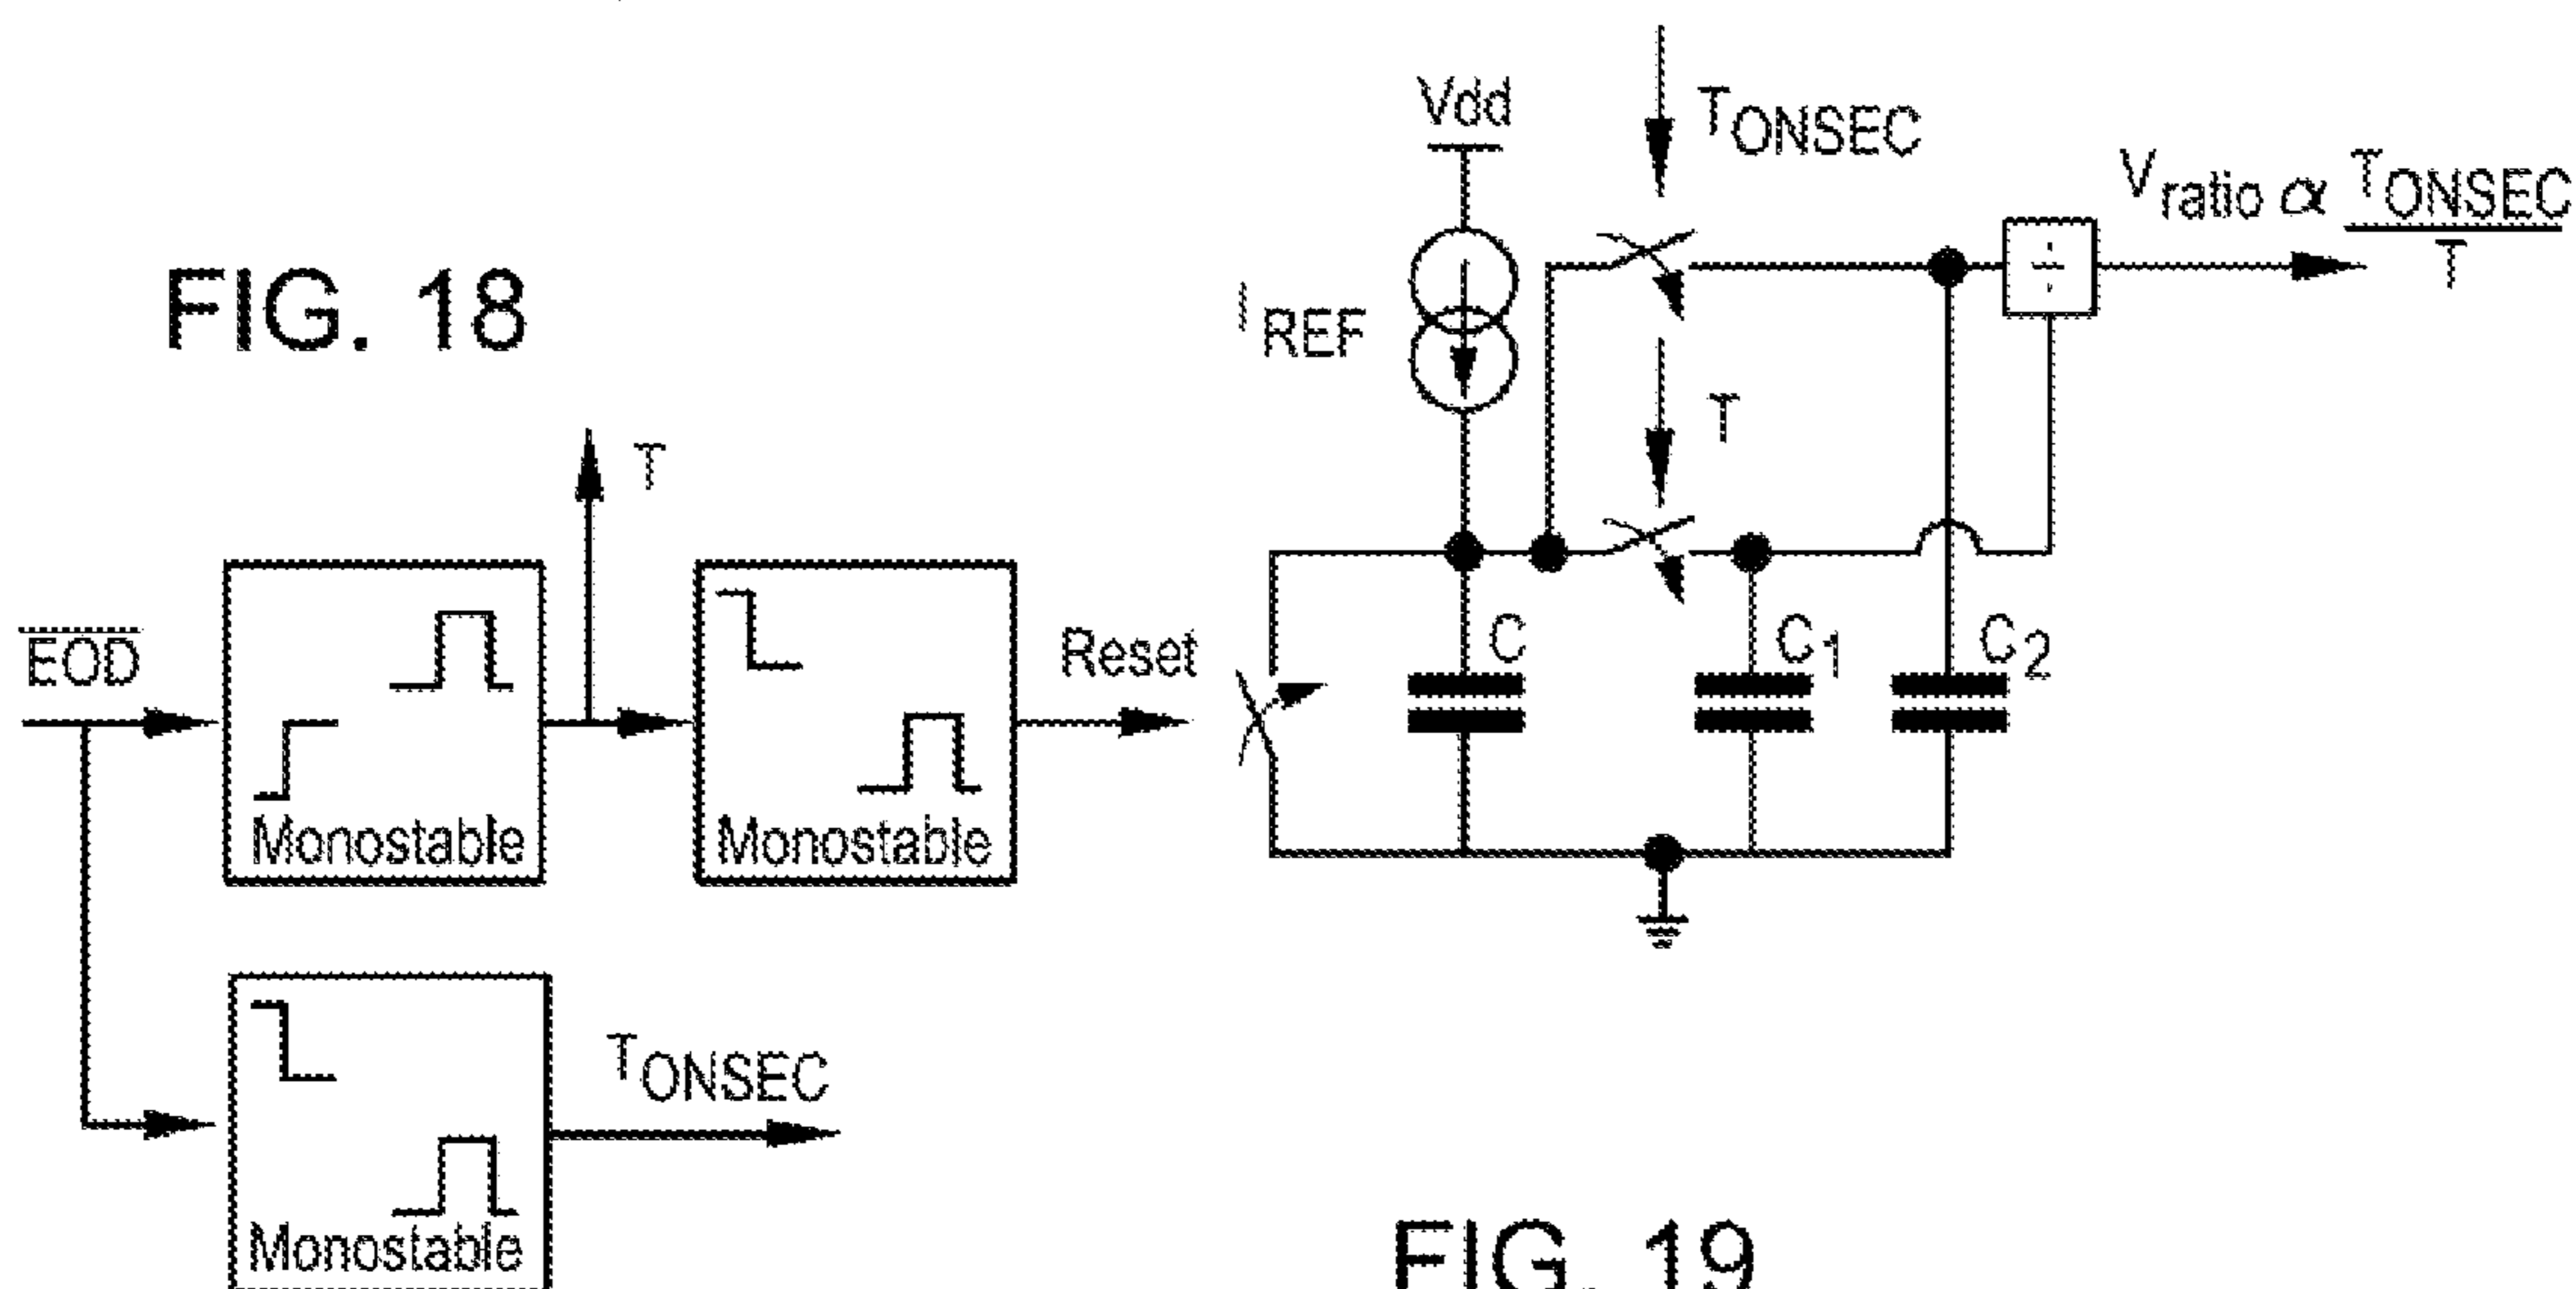 FIG. 18
EOD
Monostable
T
Monostable
Reset
Monostable
TONSEC
Vdd
IREF
TONSEC
T
C
C1
C2
÷
Vratio α TONSEC
T
FIG. 19